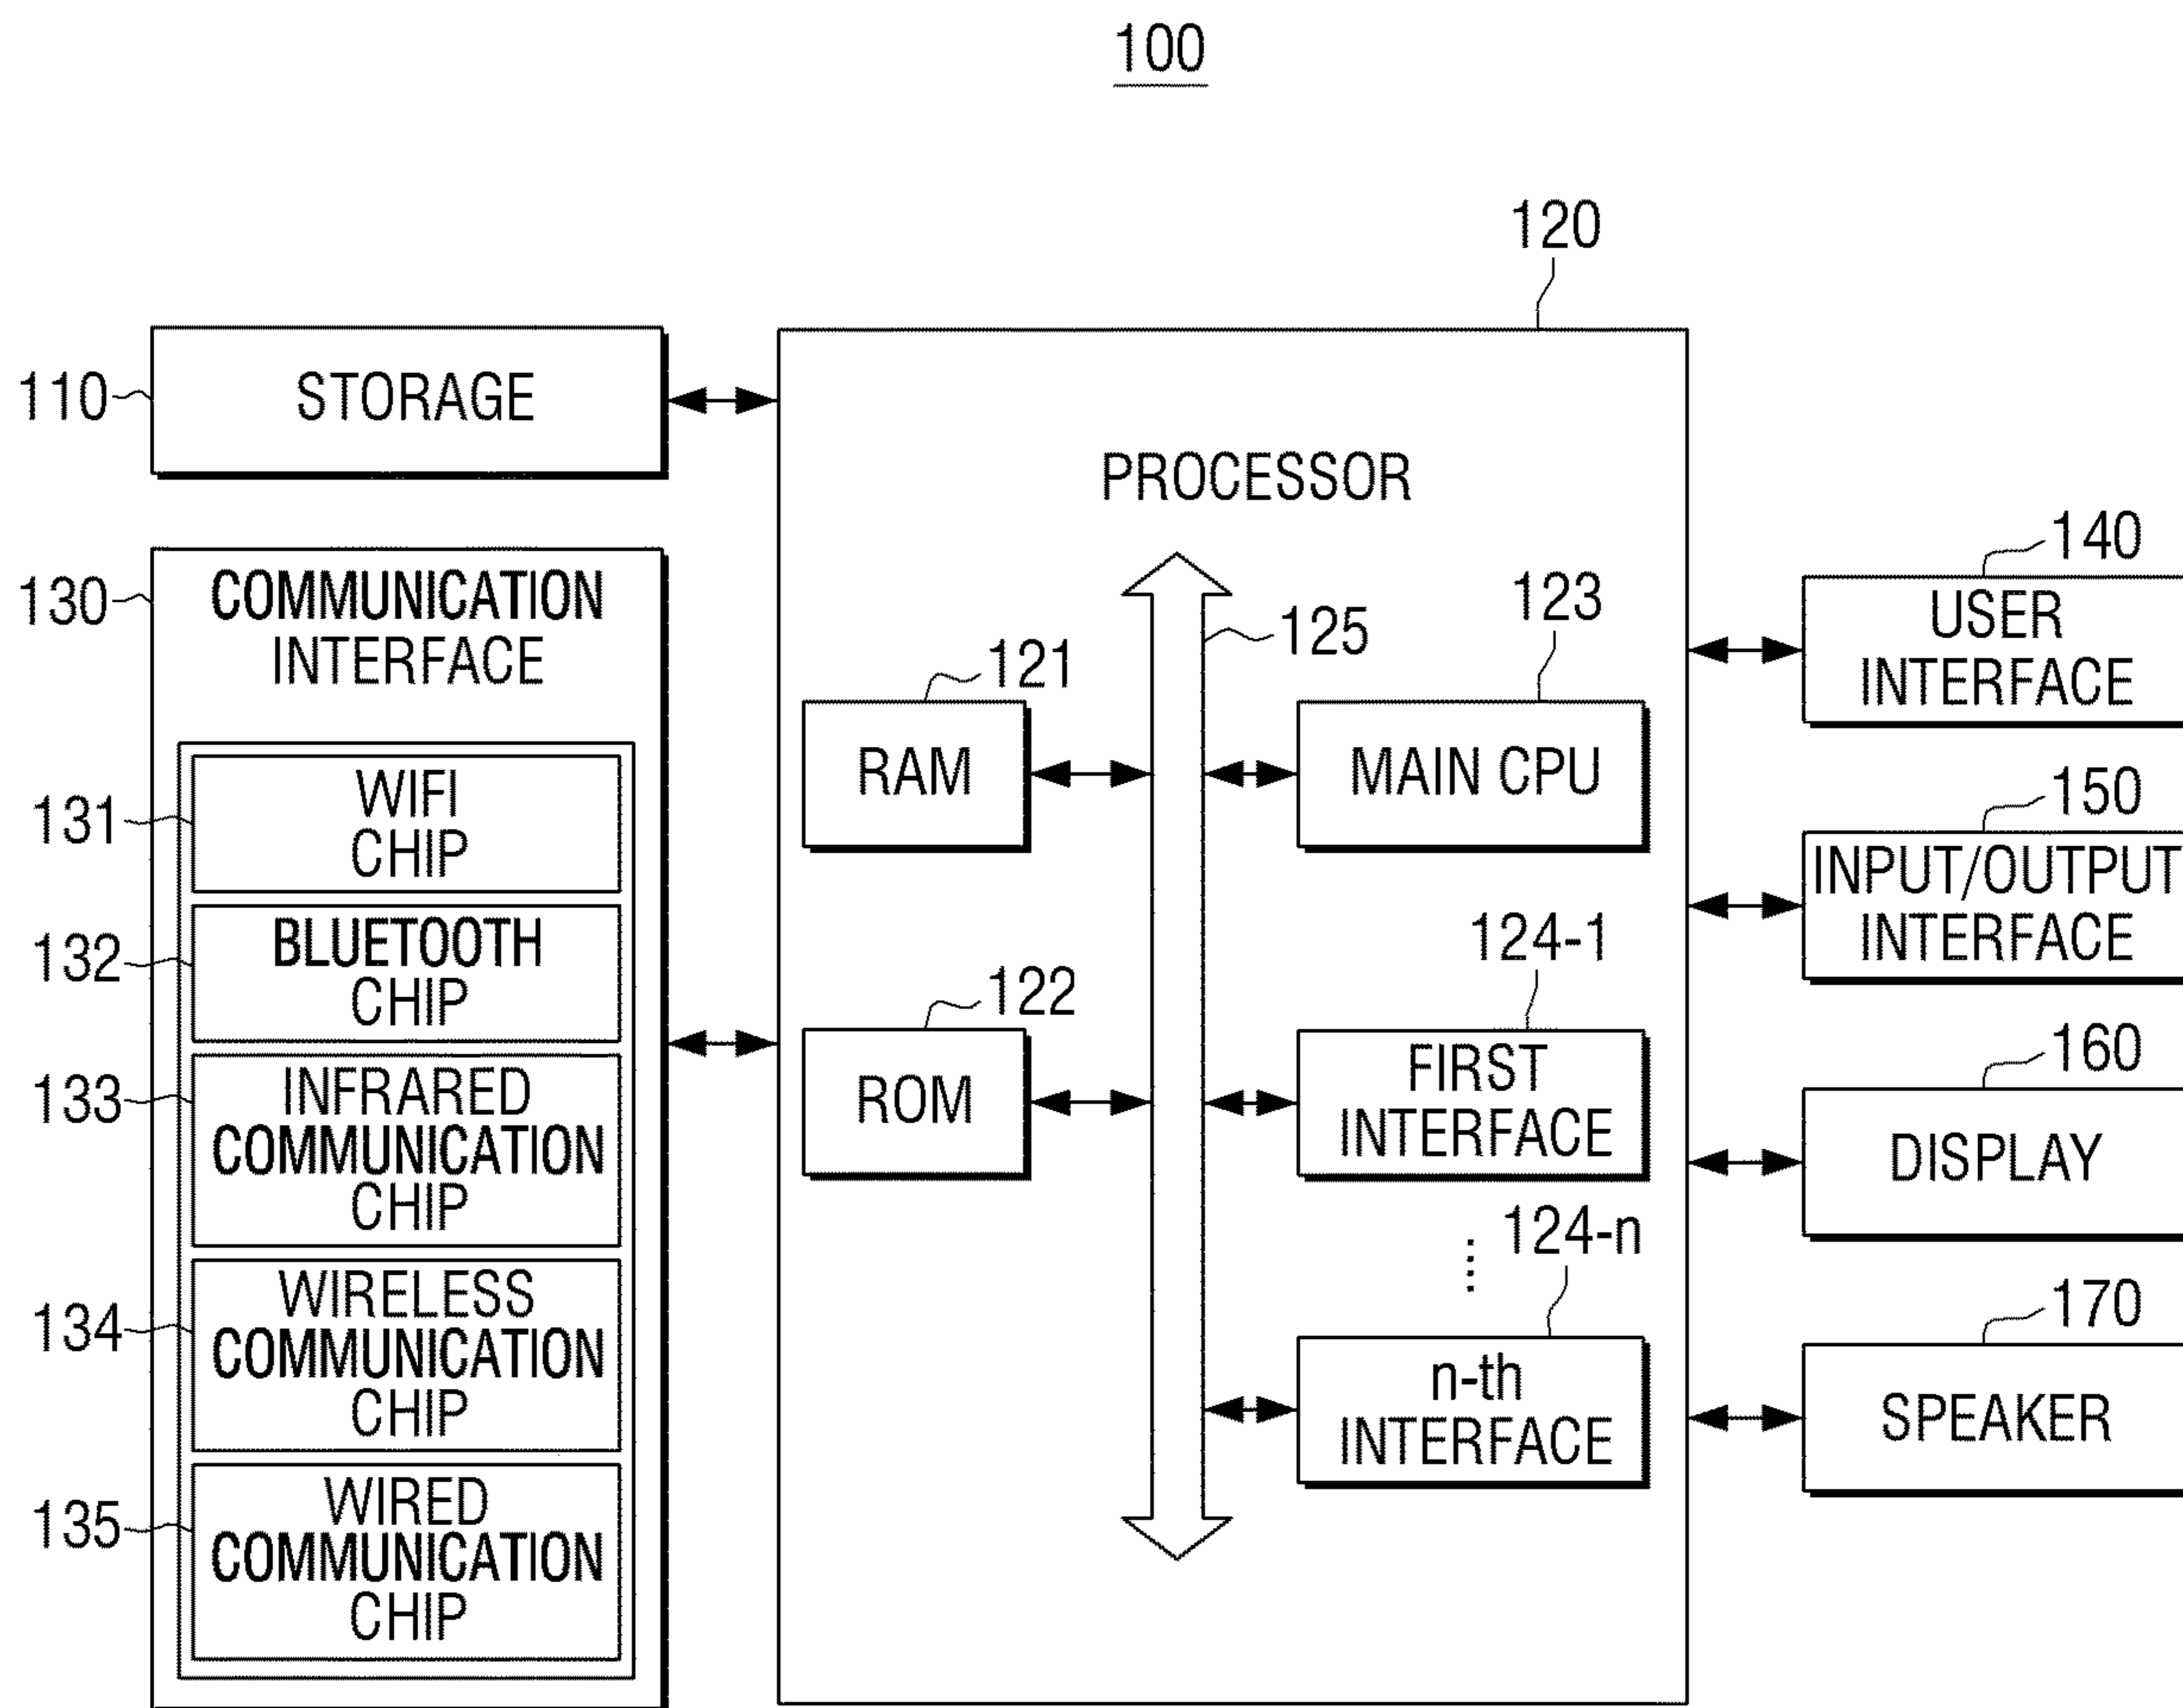 100
120
110
STORAGE
PROCESSOR
130
COMMUNICATION
INTERFACE
131
WIFI
CHIP
132
BLUETOOTH
CHIP
133
INFRARED
COMMUNICATION
CHIP
134
WIRELESS
COMMUNICATION
CHIP
135
WIRED
COMMUNICATION
CHIP
121
RAM
122
ROM
125
123
MAIN CPU
124-1
FIRST
INTERFACE
⋮
124-n
n-th
INTERFACE
140
USER
INTERFACE
150
INPUT/OUTPUT
INTERFACE
160
DISPLAY
170
SPEAKER